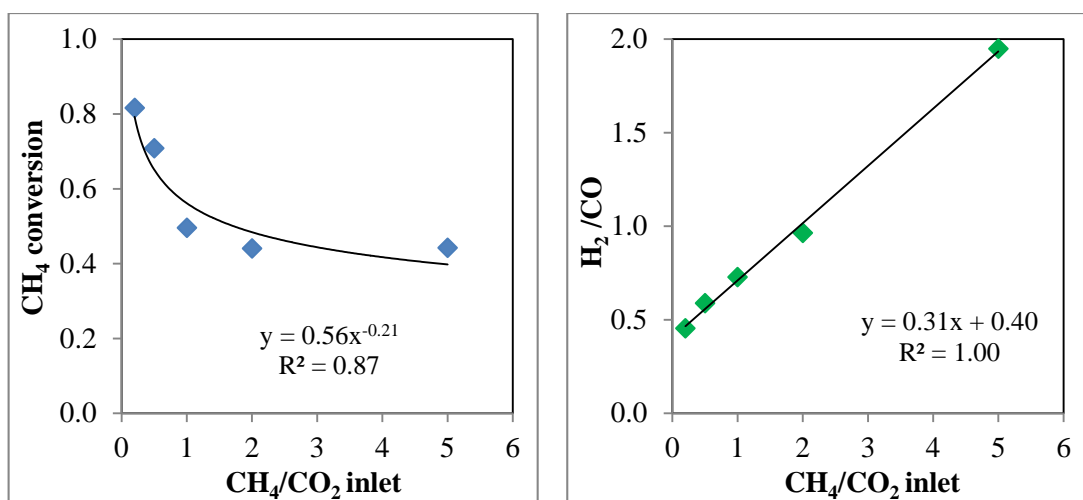 CH₄ conversion
1.0
0.8
0.6
0.4
0.2
0.0
y = 0.56x⁻⁰·²¹
R² = 0.87
0 1 2 3 4 5 6
CH₄/CO₂ inlet
H₂ /CO
2.0
1.5
1.0
0.5
0.0
y = 0.31x + 0.40
R² = 1.00
0 1 2 3 4 5 6
CH₄/CO₂ inlet